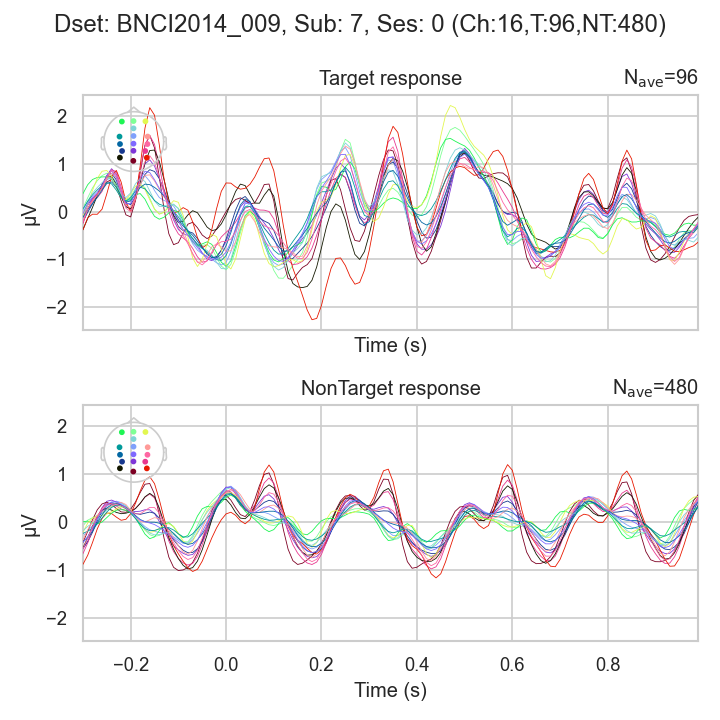 Dset: BNCI2014_009, Sub: 7, Ses: 0 (Ch:16,T:96,NT:480)
Target response
Nave=96
2
1
0
−1
−2
µV
Time (s)
NonTarget response
Nave=480
2
1
0
−1
−2
µV
−0.2 0.0 0.2 0.4 0.6 0.8
Time (s)